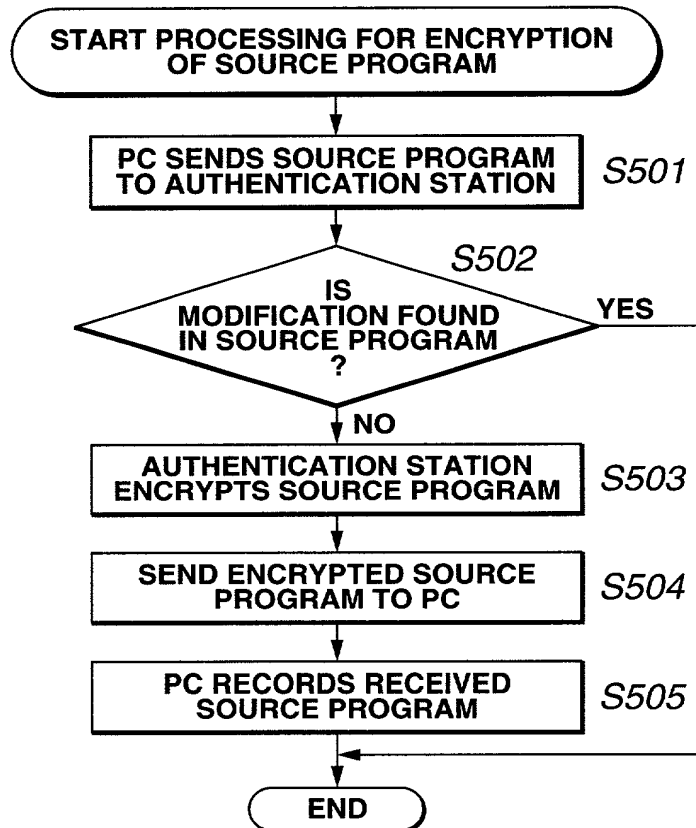 START PROCESSING FOR ENCRYPTION
OF SOURCE PROGRAM
PC SENDS SOURCE PROGRAM
TO AUTHENTICATION STATION
S501
S502
IS
MODIFICATION FOUND
IN SOURCE PROGRAM
?
YES
NO
AUTHENTICATION STATION
ENCRYPTS SOURCE PROGRAM
S503
SEND ENCRYPTED SOURCE
PROGRAM TO PC
S504
PC RECORDS RECEIVED
SOURCE PROGRAM
S505
END